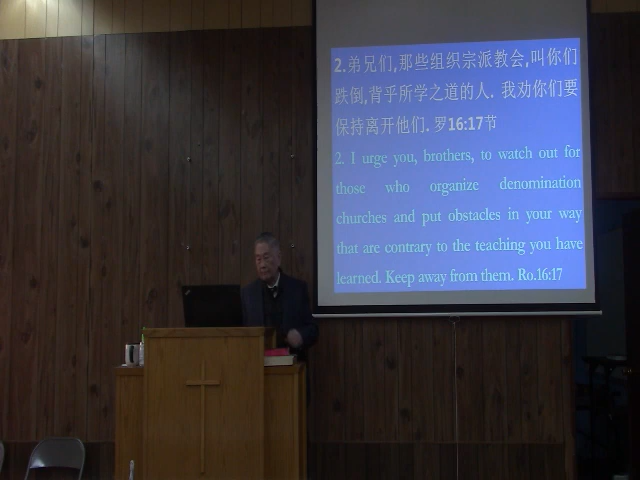 2.弟兄们,那些组织宗派教会,叫你们
跌倒,背乎所学之道的人. 我劝你们要
保持离开他们. 罗16:17节
2. I urge you, brothers, to watch out for
those who organize denomination
churches and put obstacles in your way
that are contrary to the teaching you have
learned. Keep away from them. Ro.16:17